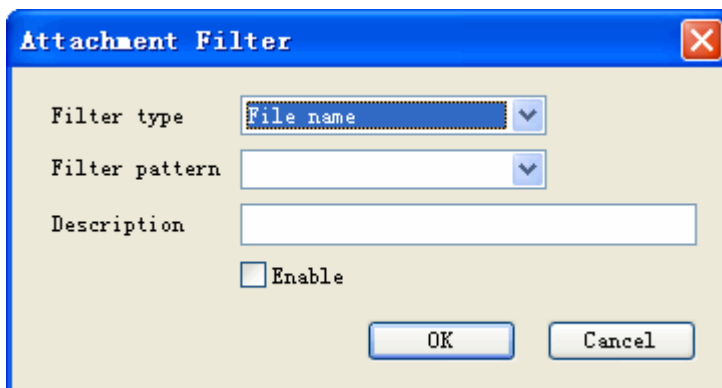 Attachment Filter
Filter type
File name
Filter pattern
Description
Enable
OK
Cancel